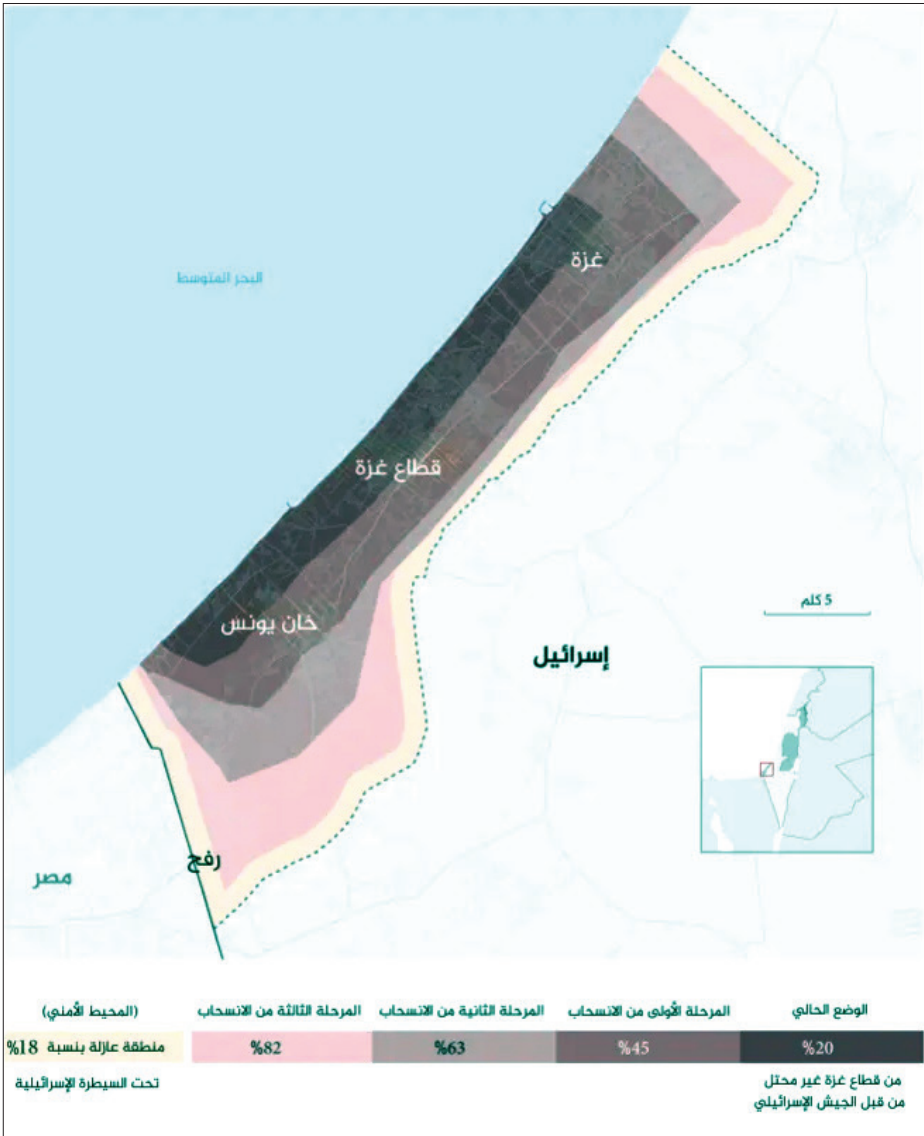 غزة
البحر المتوسط
قطاع غزة
5 كلم
خان يونس
إسرائيل
رفح
مصر
الوضع الحالي
المرحلة الأولى من الانسحاب
المرحلة الثانية من الانسحاب
المرحلة الثالثة من الانسحاب
(المحيط الأمني)
%20
%45
%63
%82
منطقة عازلة بنسبة 18%
من قطاع غزة غير محتل
من قبل الجيش الإسرائيلي
تحت السيطرة الإسرائيلية